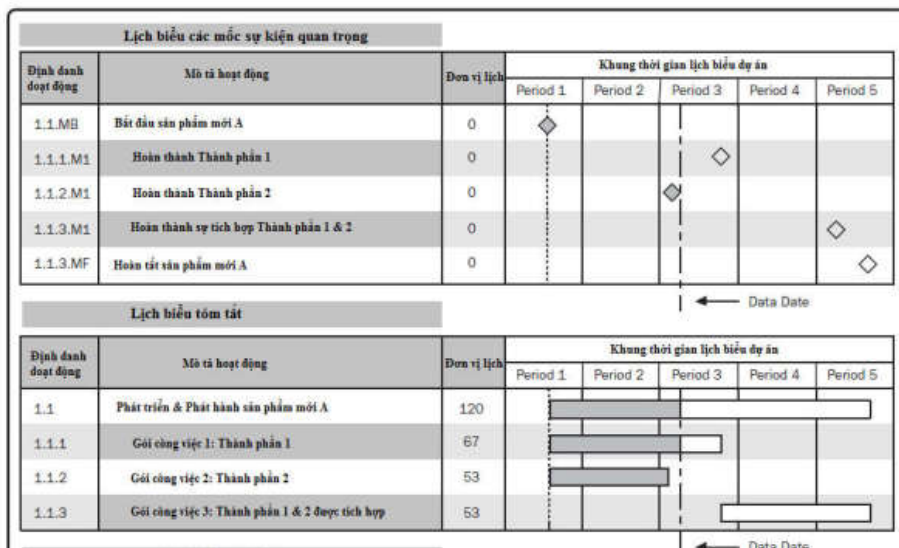 Lịch biểu các mốc sự kiện quan trọng
Định danh hoạt động Mô tả hoạt động Đơn vị lịch Khung thời gian lịch biểu dự án
Period 1 Period 2 Period 3 Period 4 Period 5
1.1.MB Bắt đầu sản phẩm mới A 0
1.1.1.M1 Hoàn thành Thành phần 1 0
1.1.2.M1 Hoàn thành Thành phần 2 0
1.1.3.M1 Hoàn thành sự tích hợp Thành phần 1 & 2 0
1.1.3.MF Hoàn tất sản phẩm mới A 0
Data Date
Lịch biểu tóm tắt
Định danh hoạt động Mô tả hoạt động Đơn vị lịch Khung thời gian lịch biểu dự án
Period 1 Period 2 Period 3 Period 4 Period 5
1.1 Phát triển & Phát hành sản phẩm mới A 120
1.1.1 Gói công việc 1: Thành phần 1 67
1.1.2 Gói công việc 2: Thành phần 2 53
1.1.3 Gói công việc 3: Thành phần 1 & 2 được tích hợp 53
Data Date